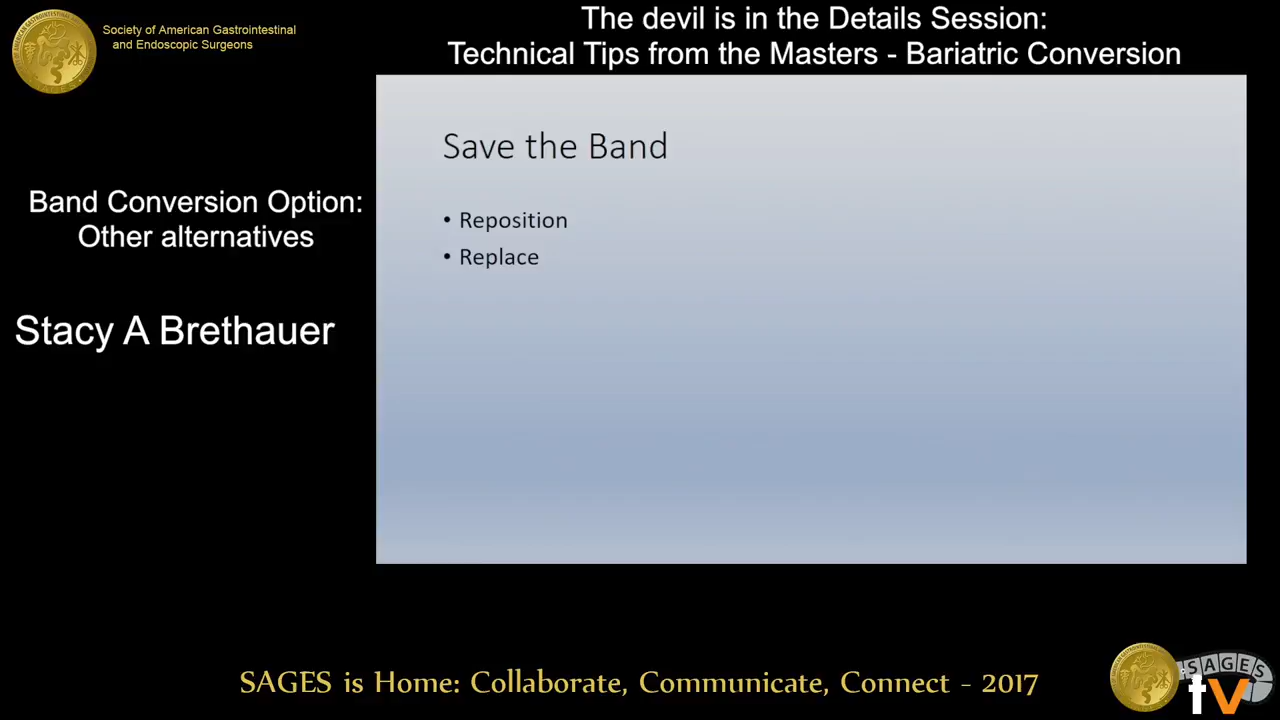 Society of American Gastrointestinal
and Endoscopic Surgeons
The devil is in the Details Session:
Technical Tips from the Masters - Bariatric Conversion
Band Conversion Option:
Other alternatives
Stacy A Brethauer
Save the Band
• Reposition
• Replace
SAGES is Home: Collaborate, Communicate, Connect - 2017
SAGES
tv